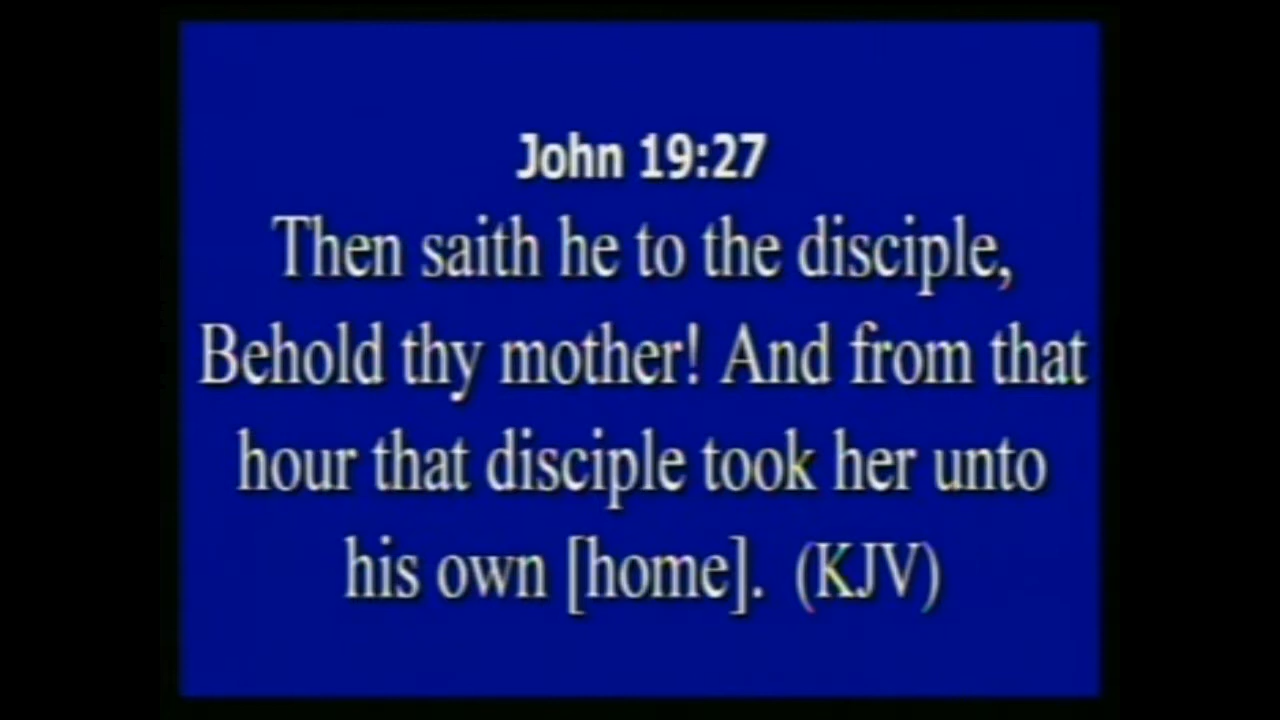 John 19:27
Then saith he to the disciple,
Behold thy mother! And from that
hour that disciple took her unto
his own [home]. (KJV)